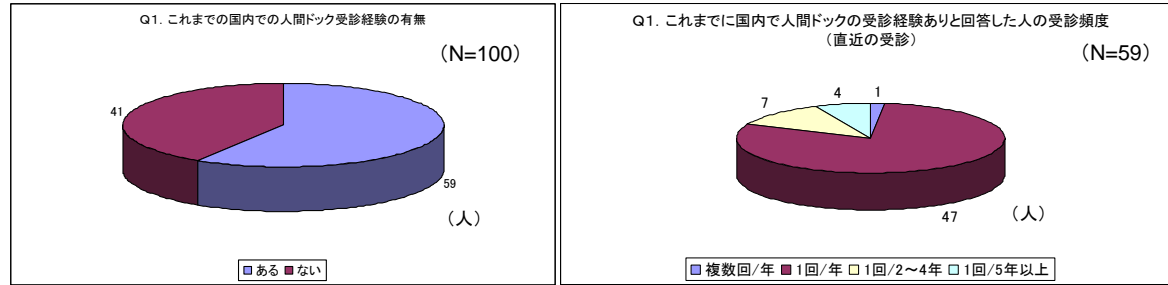 Q1. これまでの国内での人間ドック受診経験の有無
(N=100)
41
59
(人)
ある ない
Q1. これまでに国内で人間ドックの受診経験ありと回答した人の受診頻度
(直近の受診)
(N=59)
4 1
7
47
(人)
複数回/年 1回/年 1回/2~4年 1回/5年以上